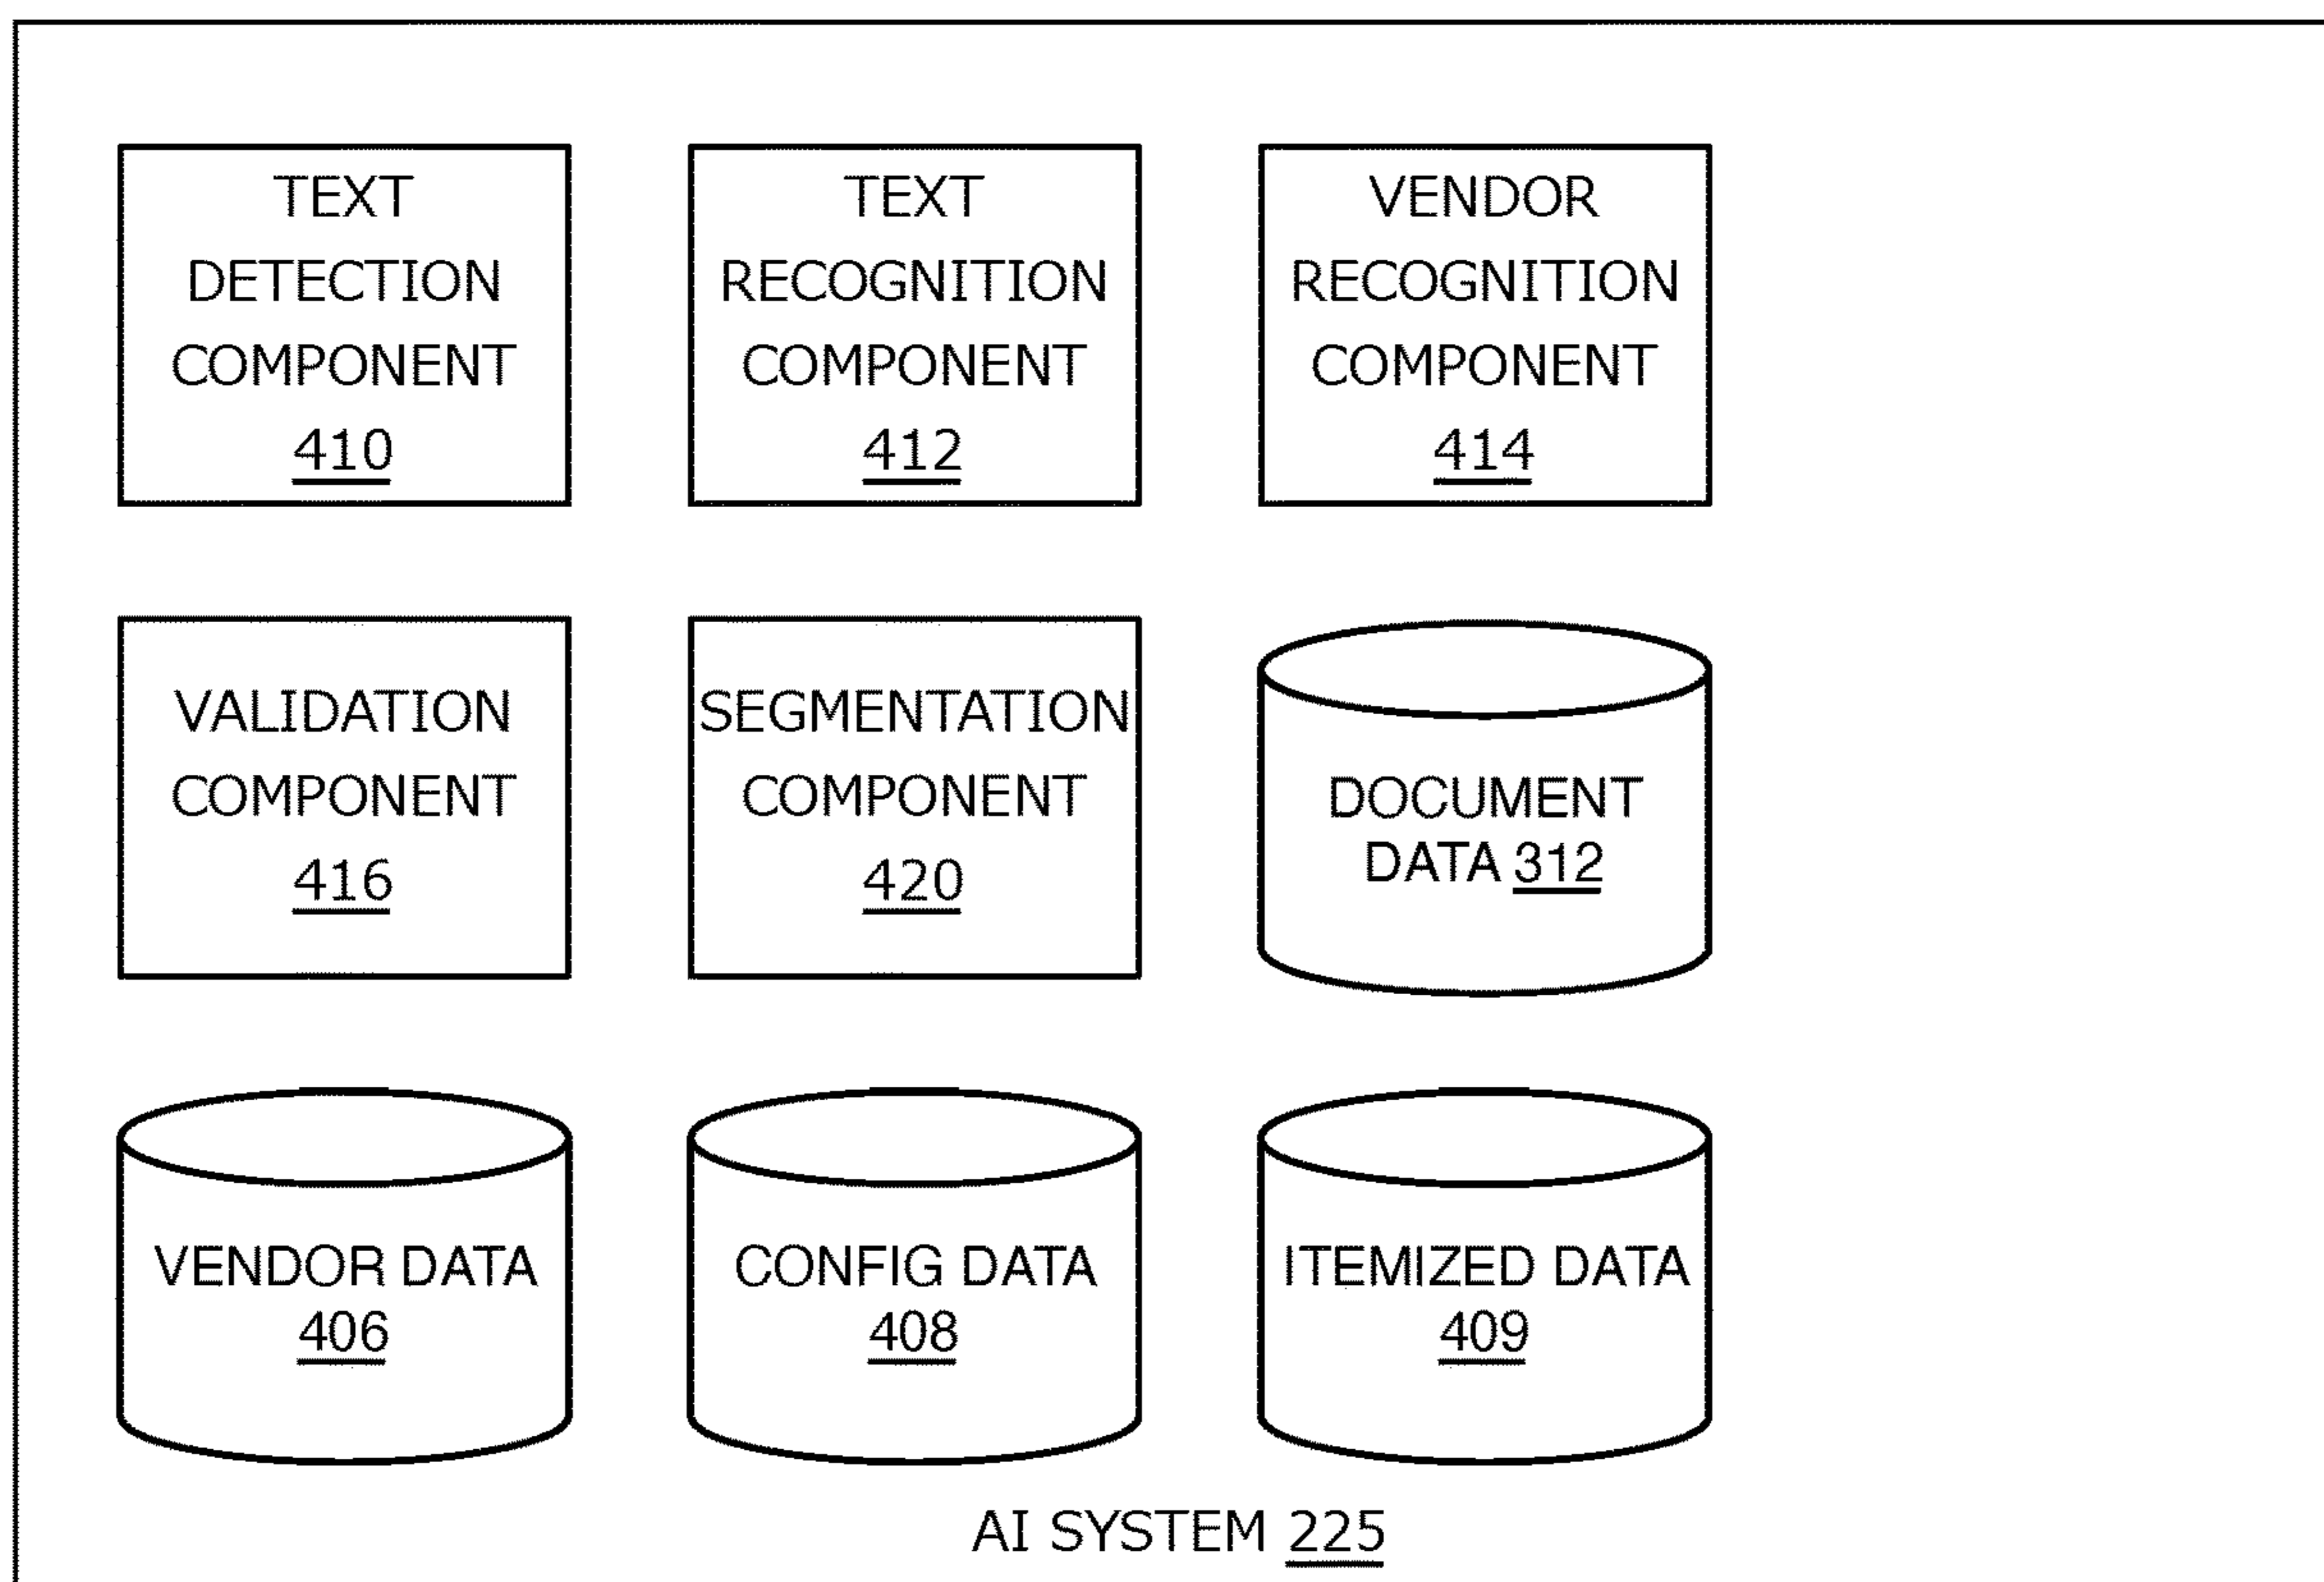 TEXT
DETECTION
COMPONENT
410
TEXT
RECOGNITION
COMPONENT
412
VENDOR
RECOGNITION
COMPONENT
414
VALIDATION
COMPONENT
416
SEGMENTATION
COMPONENT
420
DOCUMENT
DATA 312
VENDOR DATA
406
CONFIG DATA
408
ITEMIZED DATA
409
AI SYSTEM 225